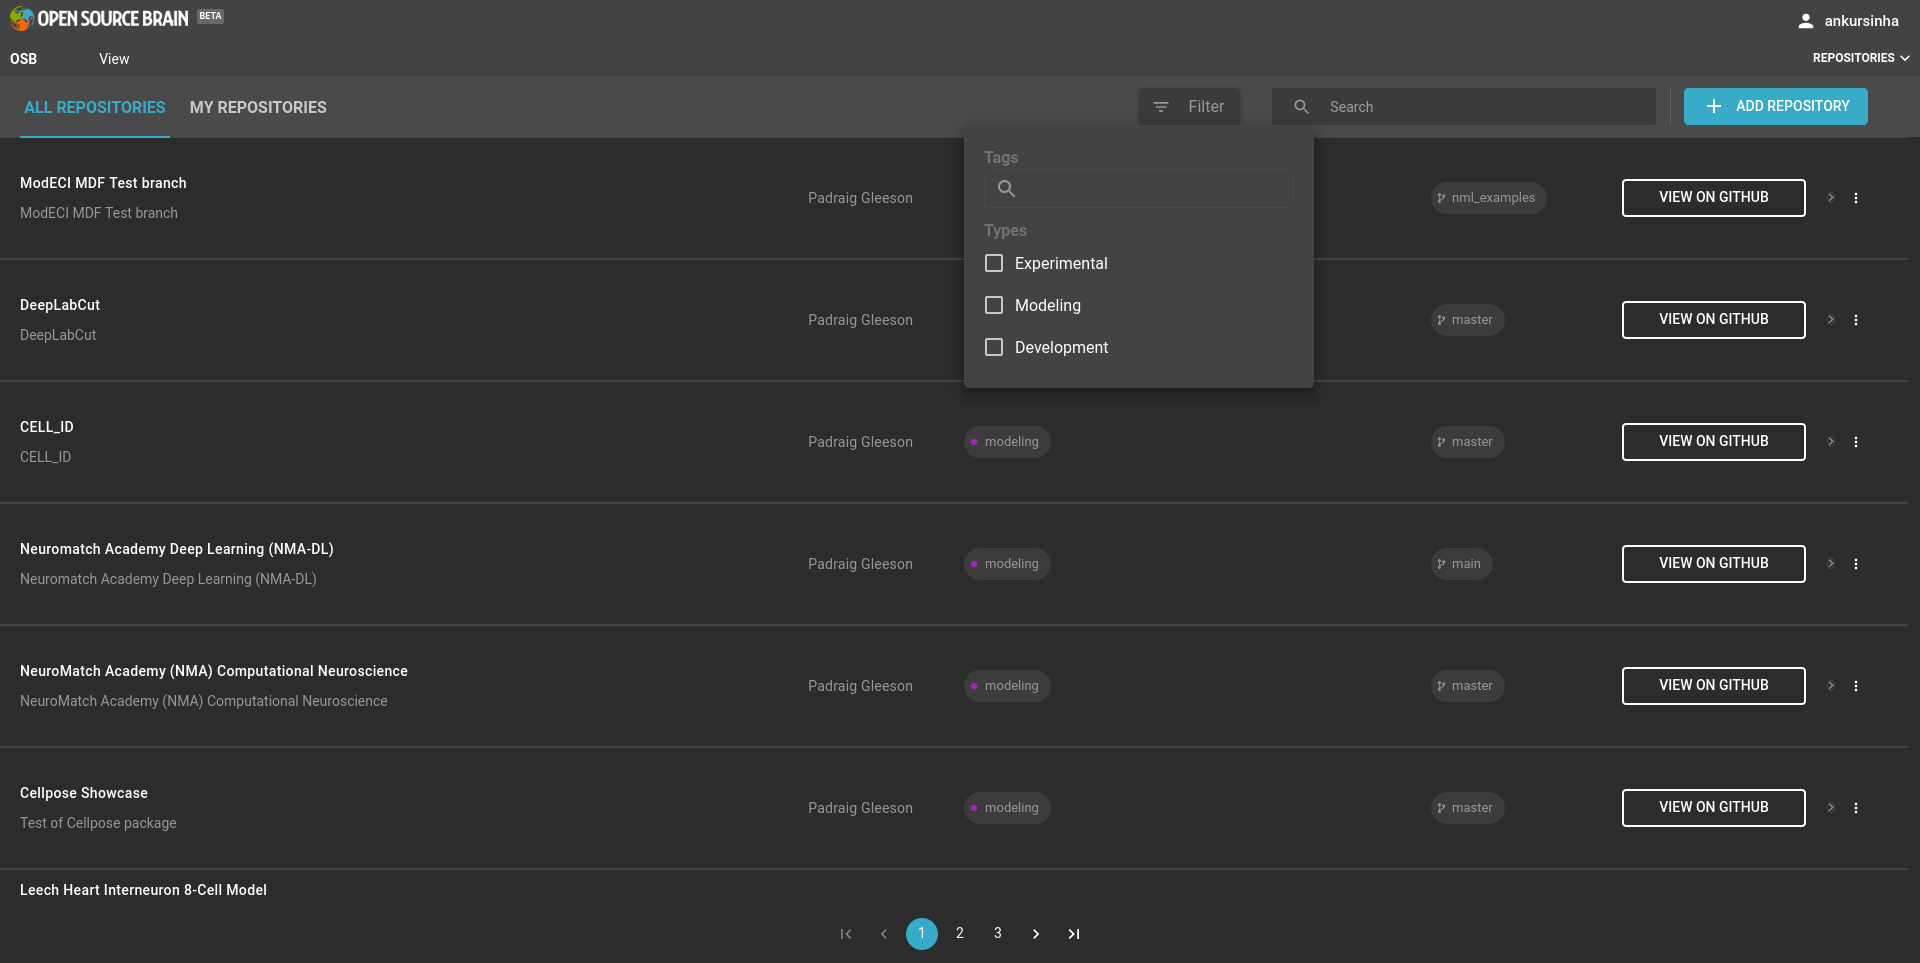 OPEN SOURCE BRAIN BETA
ankursinha
OSB View REPOSITORIES
ALL REPOSITORIES MY REPOSITORIES Filter Search ADD REPOSITORY
Tags
Types
Experimental
Modeling
Development
ModECI MDF Test branch
ModECI MDF Test branch
Padraig Gleeson nml_examples VIEW ON GITHUB
DeepLabCut
DeepLabCut
Padraig Gleeson master VIEW ON GITHUB
CELL_ID
CELL_ID
Padraig Gleeson modeling master VIEW ON GITHUB
Neuromatch Academy Deep Learning (NMA-DL)
Neuromatch Academy Deep Learning (NMA-DL)
Padraig Gleeson modeling main VIEW ON GITHUB
NeuroMatch Academy (NMA) Computational Neuroscience
NeuroMatch Academy (NMA) Computational Neuroscience
Padraig Gleeson modeling master VIEW ON GITHUB
Cellpose Showcase
Test of Cellpose package
Padraig Gleeson modeling master VIEW ON GITHUB
Leech Heart Interneuron 8-Cell Model
1 2 3